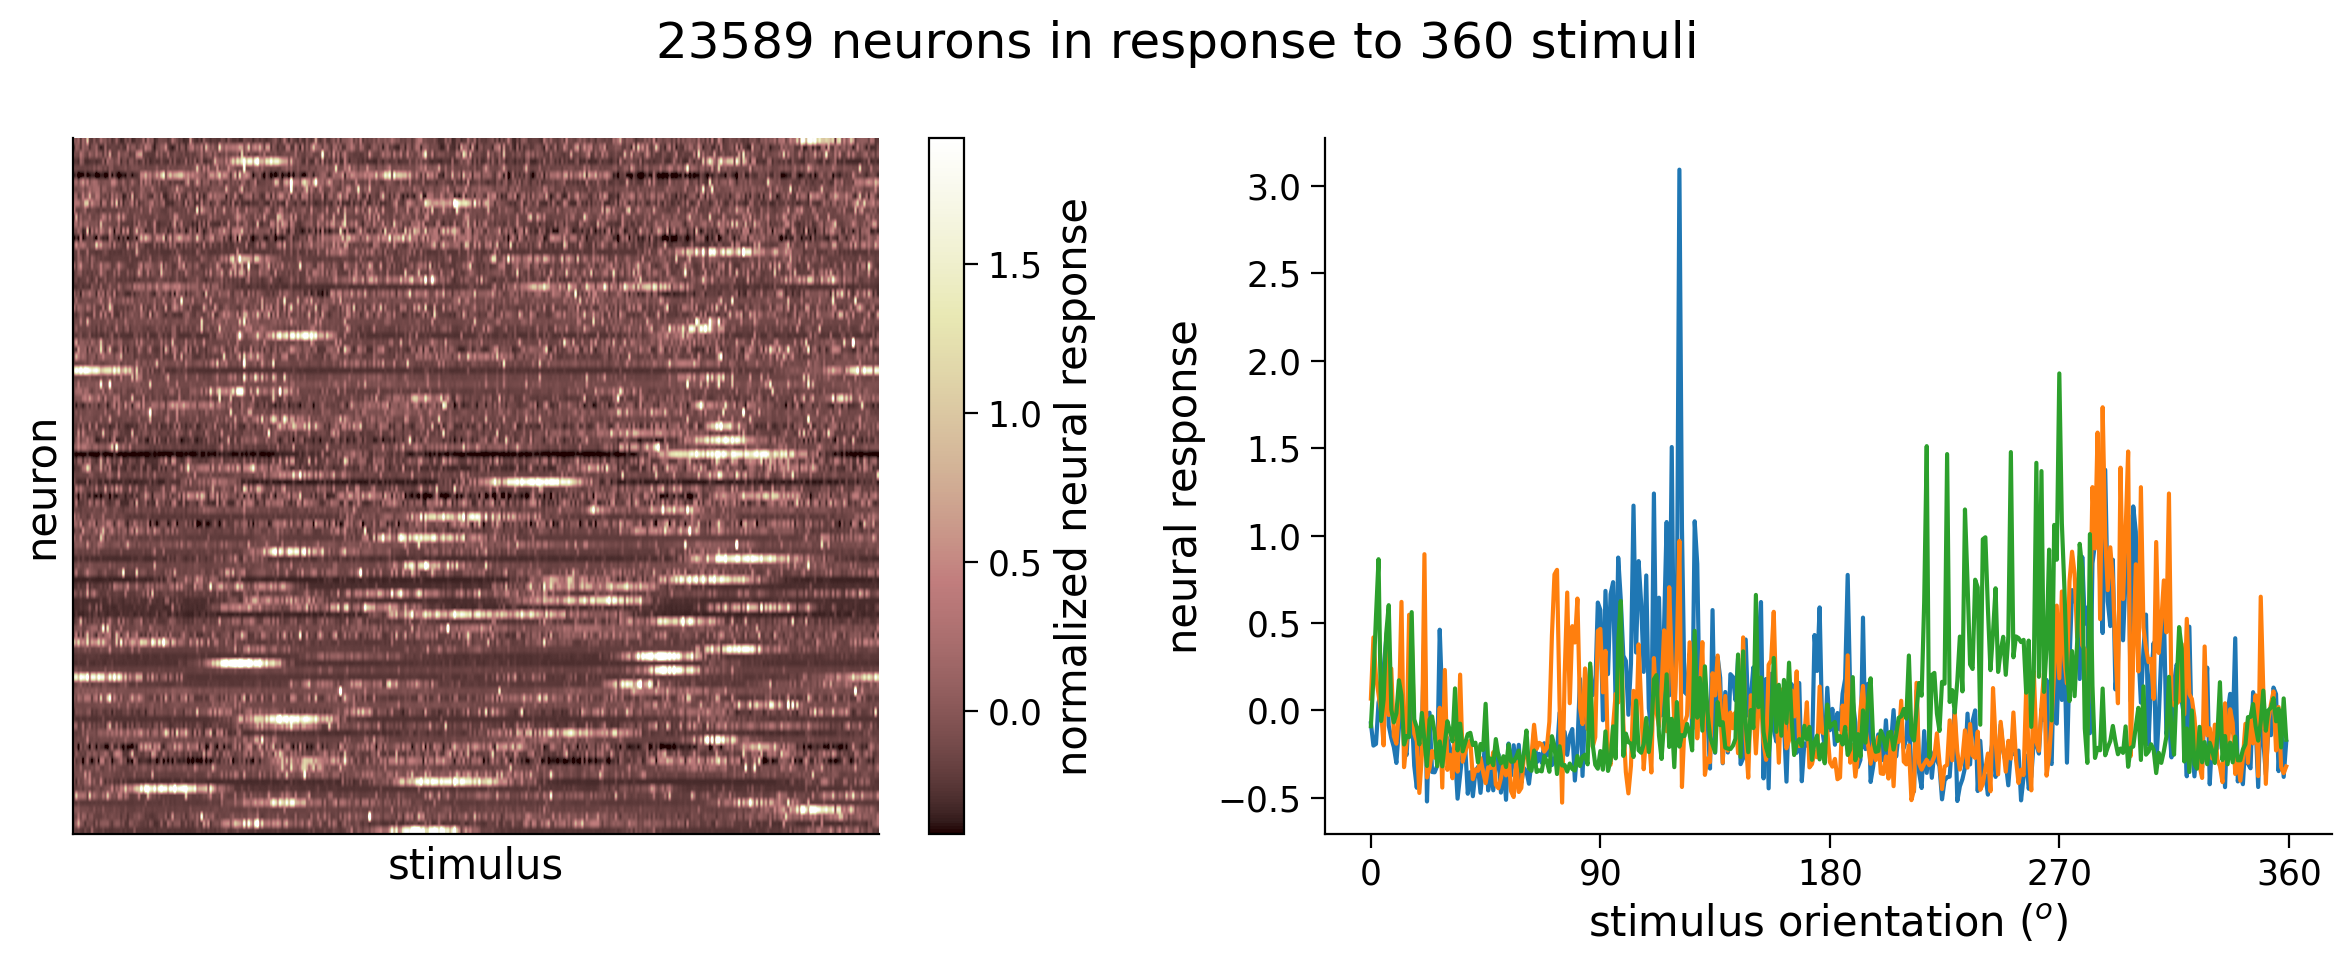 23589 neurons in response to 360 stimuli
neuron
stimulus
1.5
1.0
0.5
0.0
normalized neural response
neural response
3.0
2.5
2.0
1.5
1.0
0.5
0.0
−0.5
0 90 180 270 360
stimulus orientation (o)